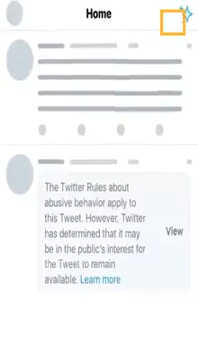 Home
The Twitter Rules about
abusive behavior apply to
this Tweet. However, Twitter
has determined that it may
be in the public's interest for
the Tweet to remain
available. Learn more
View